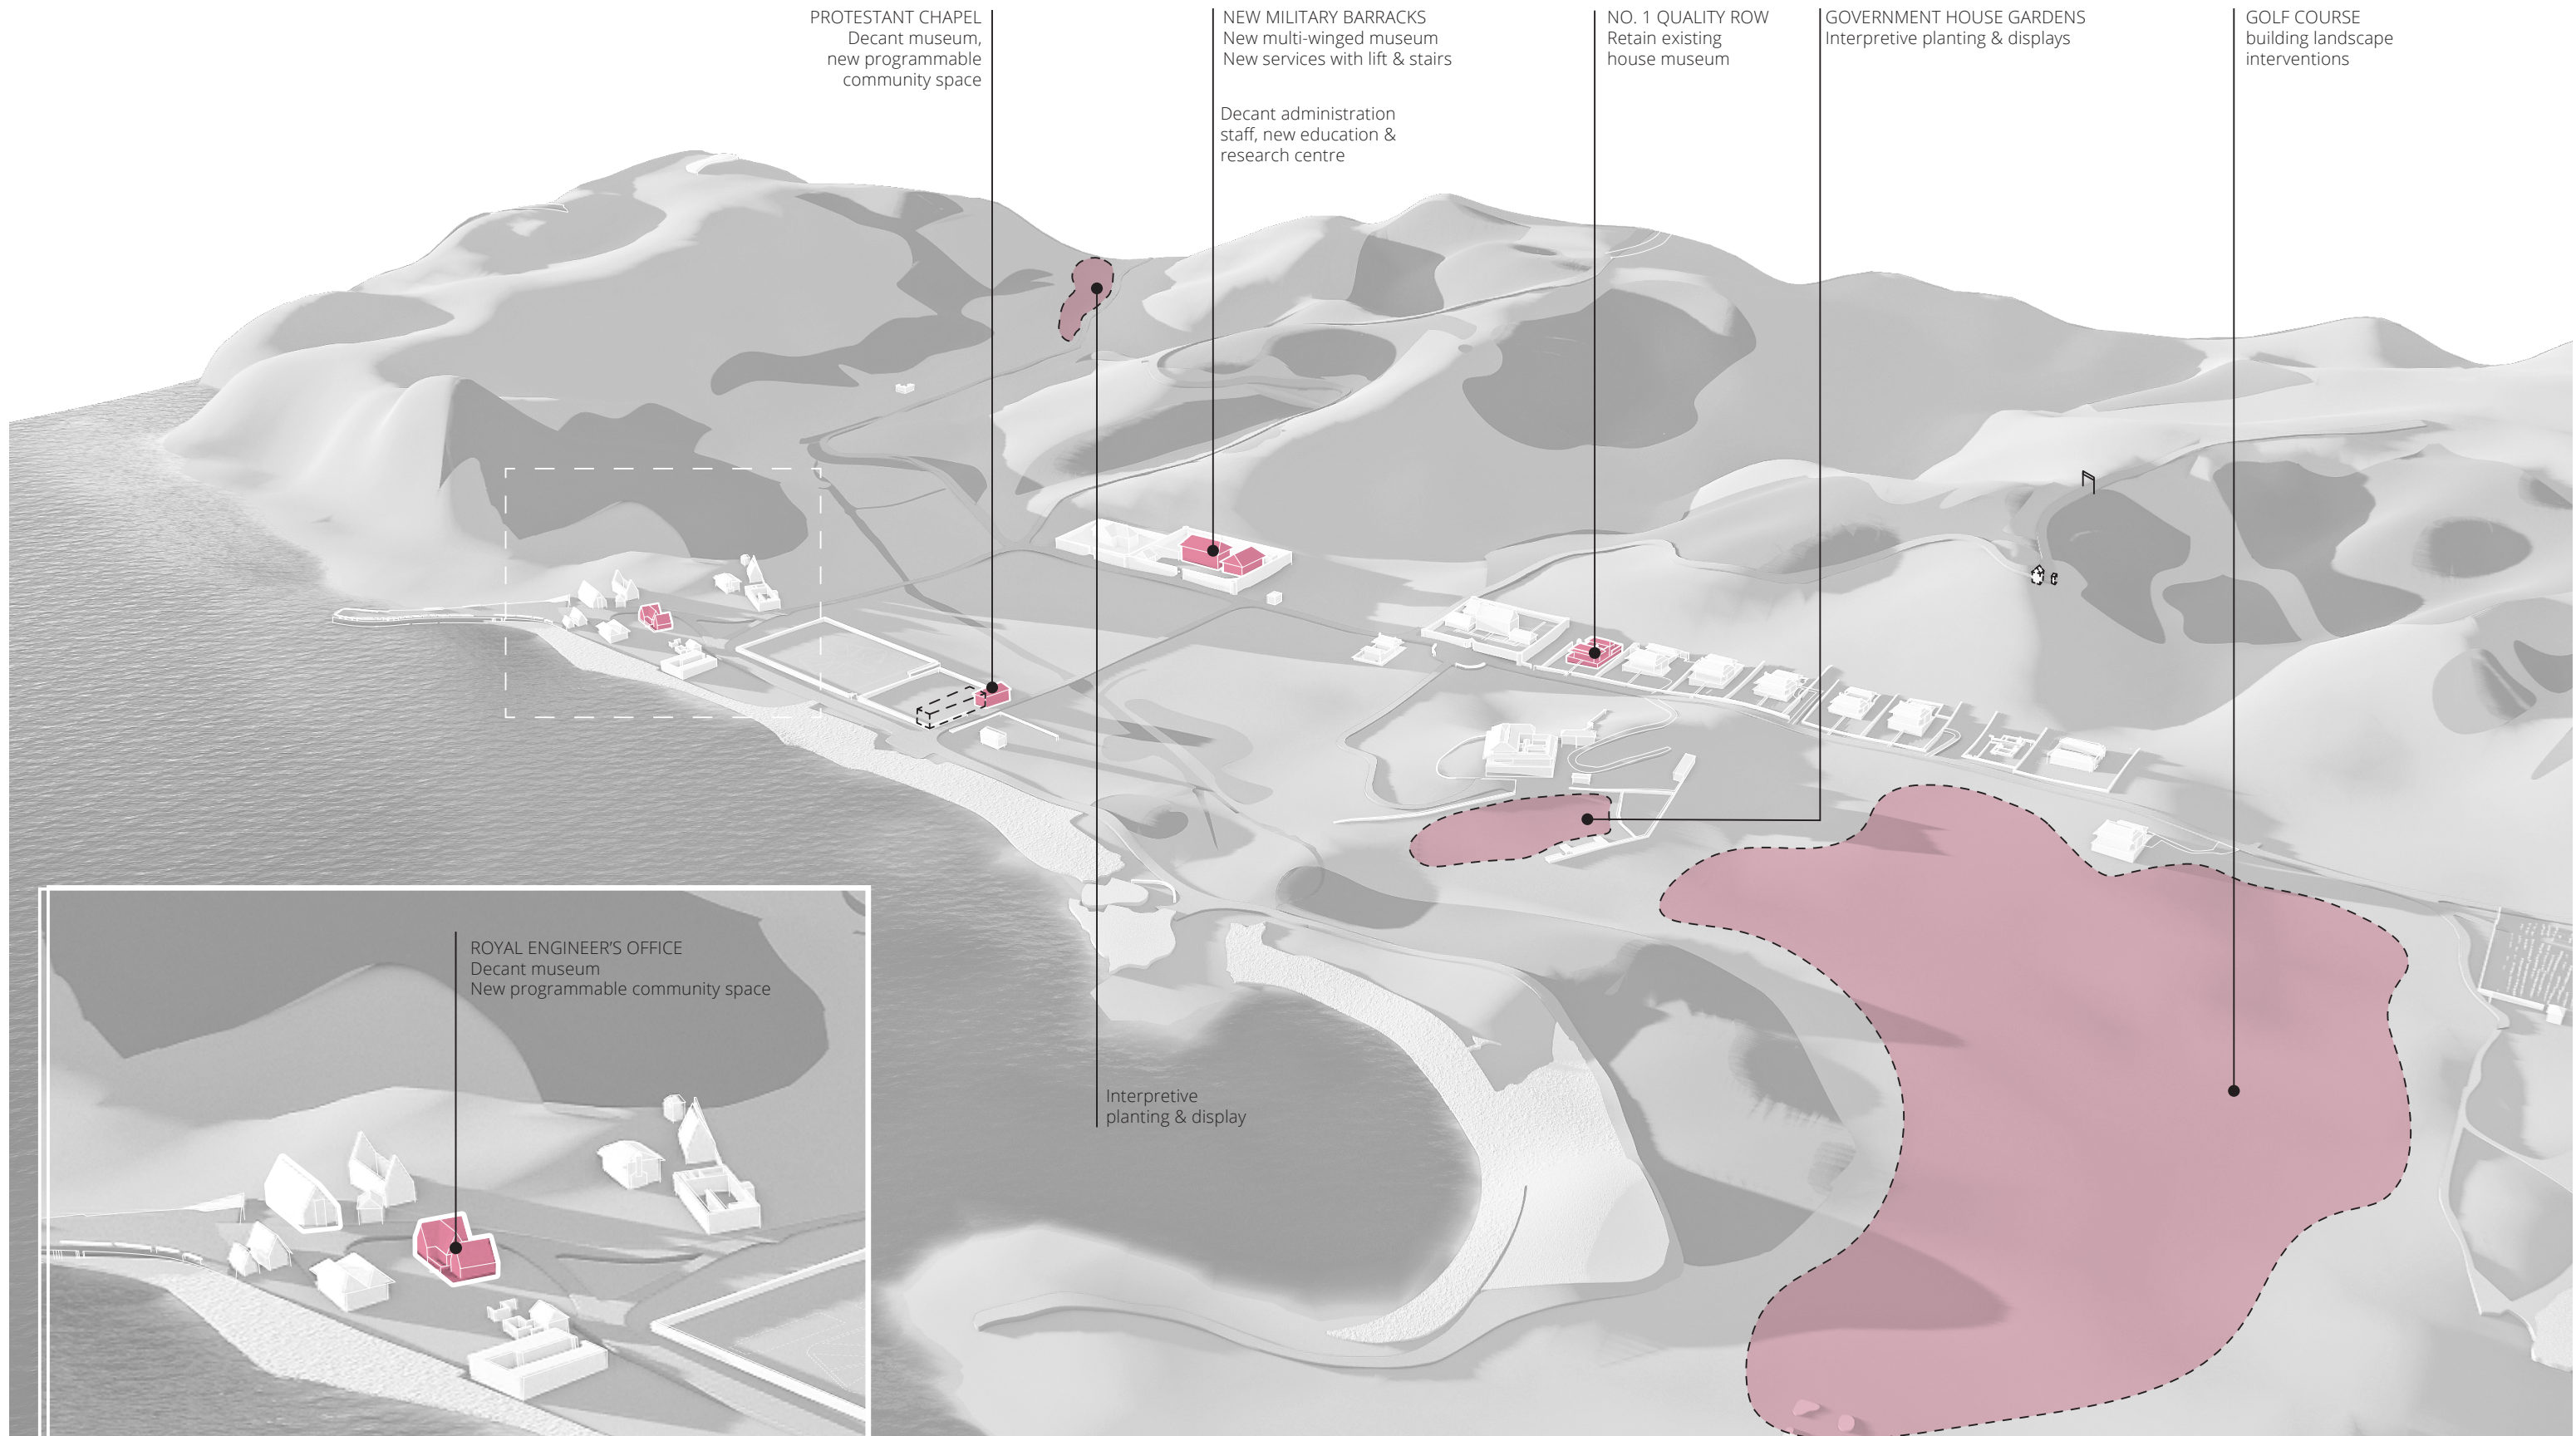 PROTESTANT CHAPEL
Decant museum,
new programmable
community space
NEW MILITARY BARRACKS
New multi-winged museum
New services with lift & stairs
Decant administration
staff, new education &
research centre
NO. 1 QUALITY ROW
Retain existing
house museum
GOVERNMENT HOUSE GARDENS
Interpretive planting & displays
GOLF COURSE
building landscape
interventions
ROYAL ENGINEER’S OFFICE
Decant museum
New programmable community space
Interpretive
planting & display